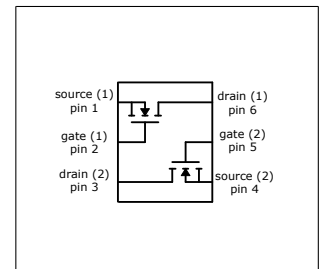 source (1)
pin 1
drain (1)
pin 6
gate (1)
pin 2
gate (2)
pin 5
drain (2)
pin 3
source (2)
pin 4